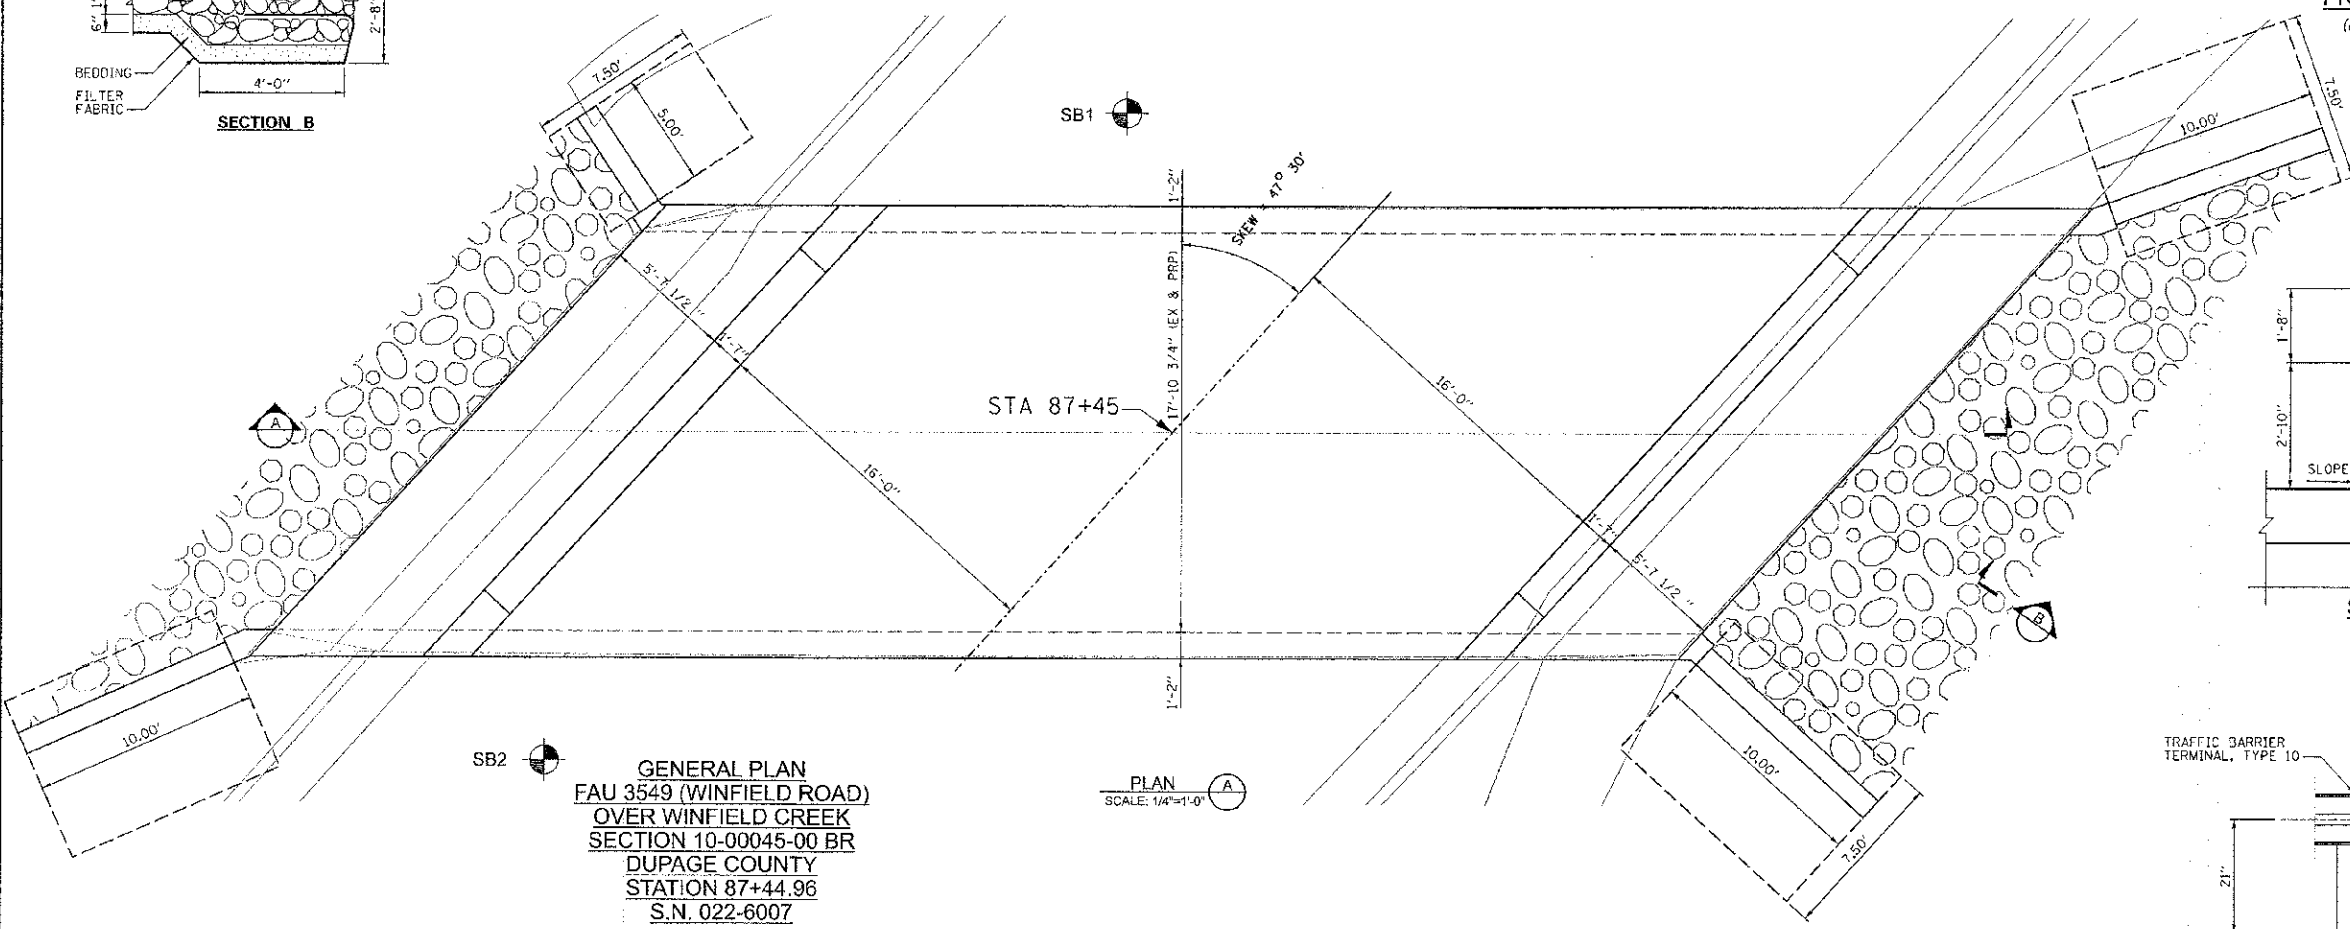 6" 1'
2'-8"
BEDDING
FILTER
FABRIC
4'-0"
SECTION B
7.50'
5.00'
SB1
1'-2"
SKEW = 47° 30'
17'-10 3/4" (EX & PRP)
5'-7 1/2"
1'-7"
16'-0"
STA 87+45
16'-0"
1'-7"
5'-7 1/2"
10.00'
7.50'
1'-8"
2'-10"
SLOPE
A
B
10.00'
SB2
1'-2"
10.00'
7.50'
GENERAL PLAN
FAU 3549 (WINFIELD ROAD)
OVER WINFIELD CREEK
SECTION 10-00045-00 BR
DUPAGE COUNTY
STATION 87+44.96
S.N. 022-6007
PLAN A
SCALE: 1/4"=1'-0"
TRAFFIC BARRIER
TERMINAL, TYPE 10
21"